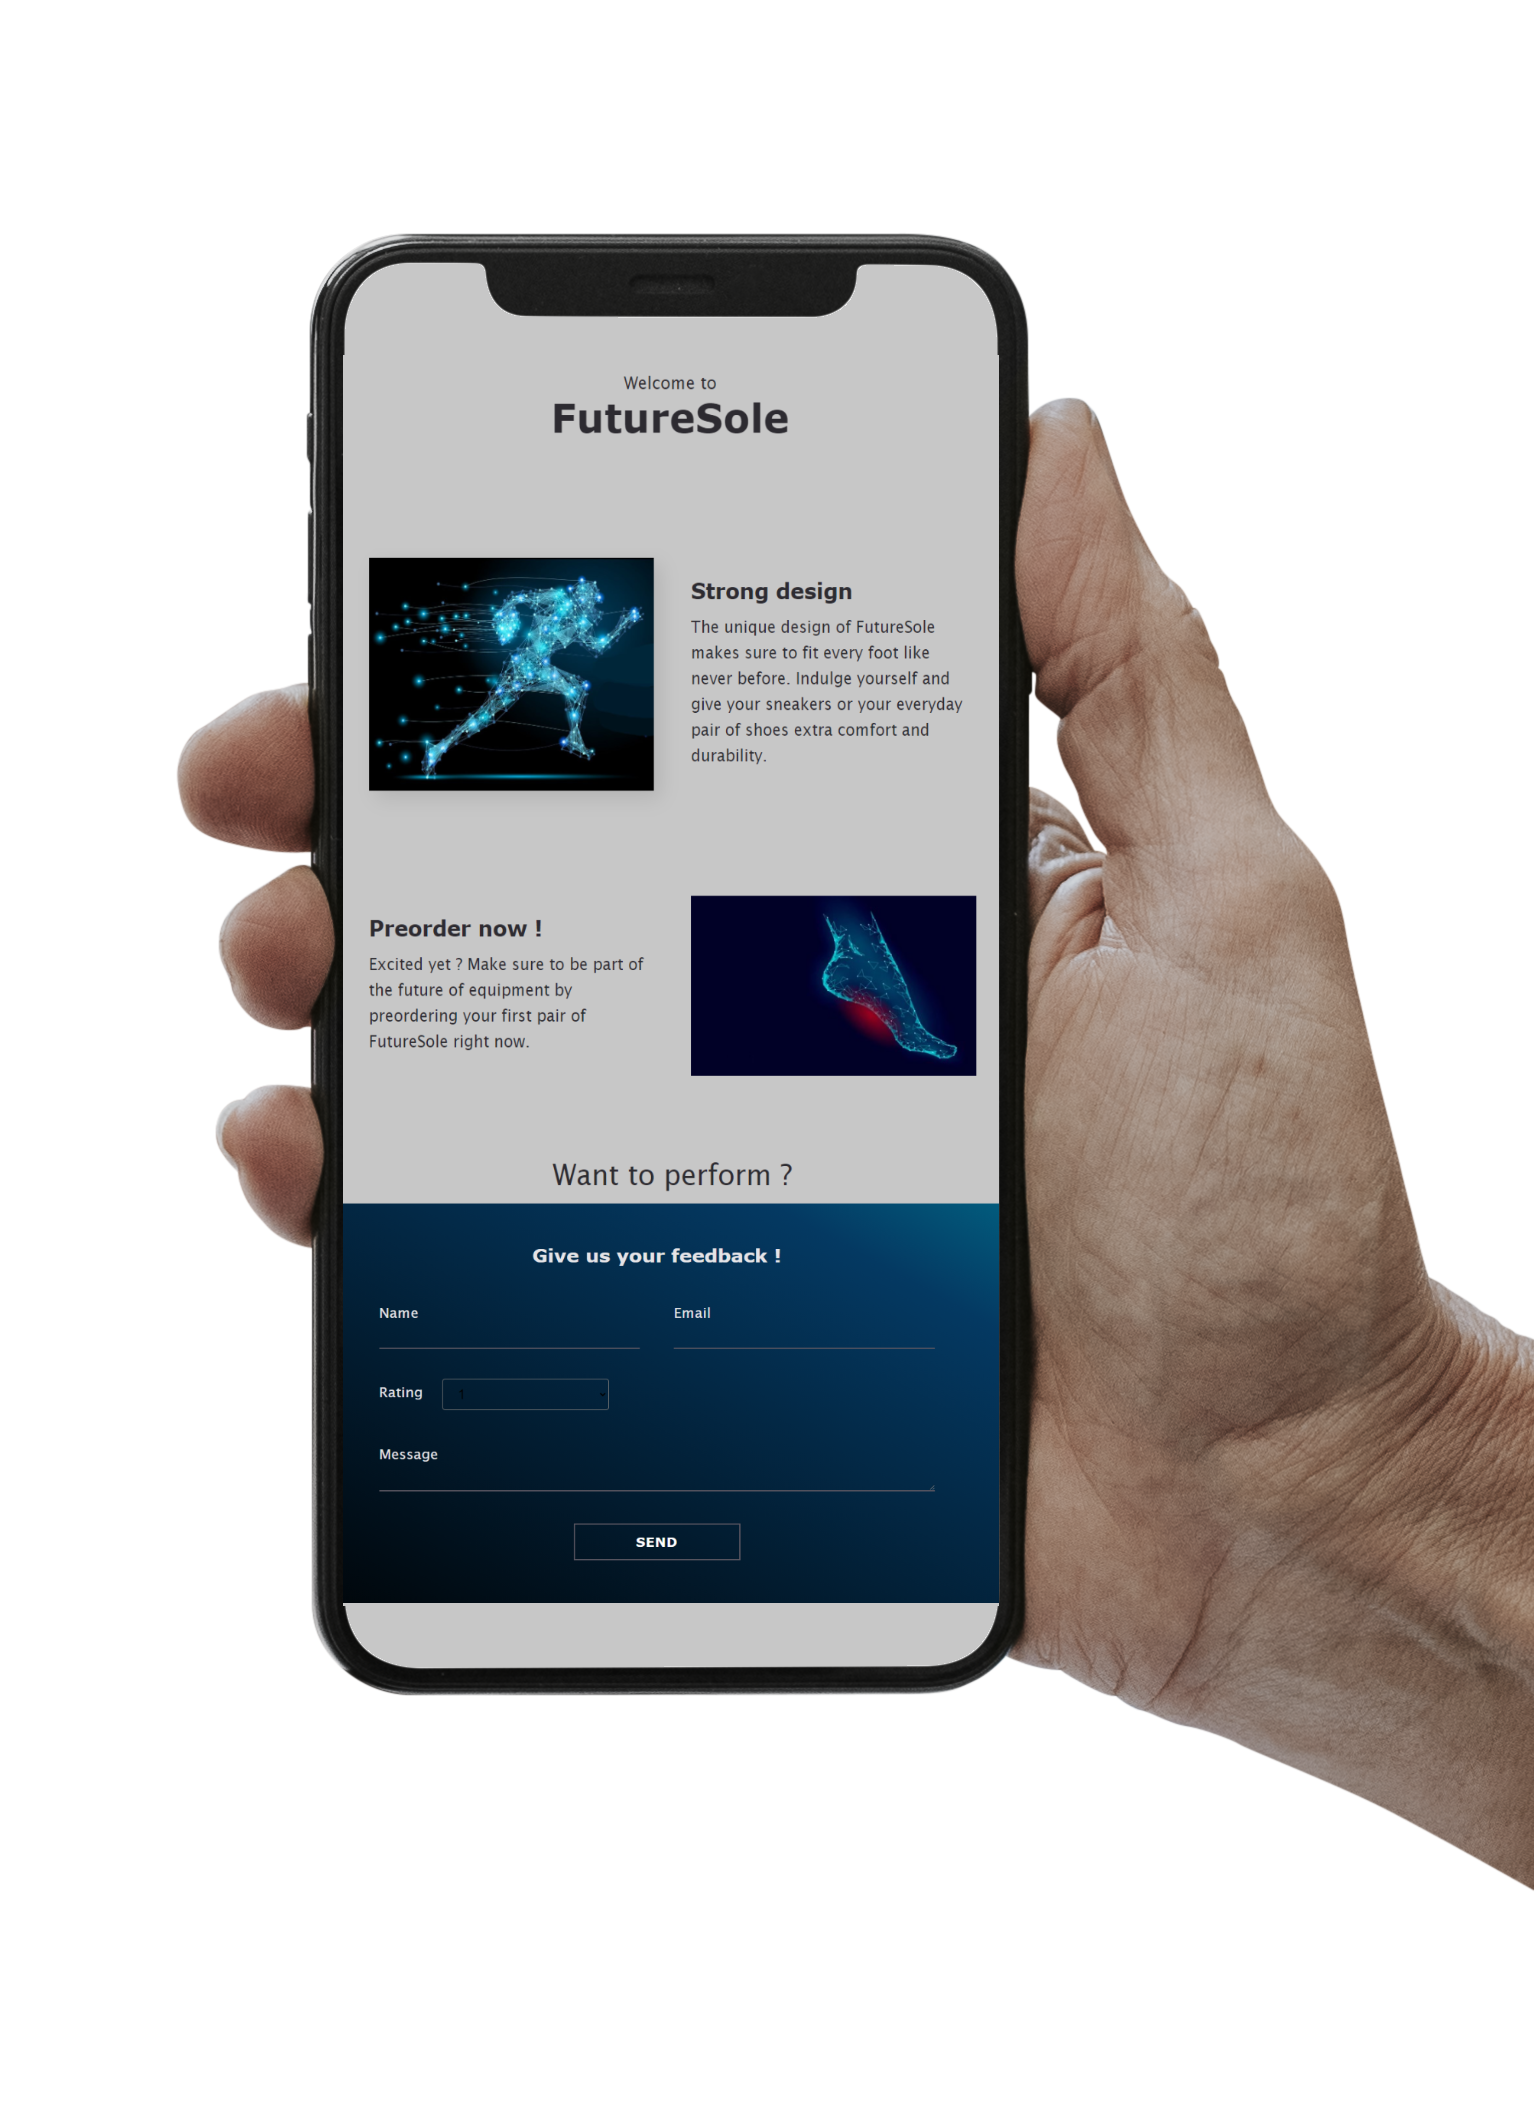 Welcome to
FutureSole
Strong design
The unique design of FutureSole
makes sure to fit every foot like
never before. Indulge yourself and
give your sneakers or your everyday
pair of shoes extra comfort and
durability.
Preorder now !
Excited yet ? Make sure to be part of
the future of equipment by
preordering your first pair of
FutureSole right now.
Want to perform ?
Give us your feedback !
Name
Email
Rating
1
Message
SEND